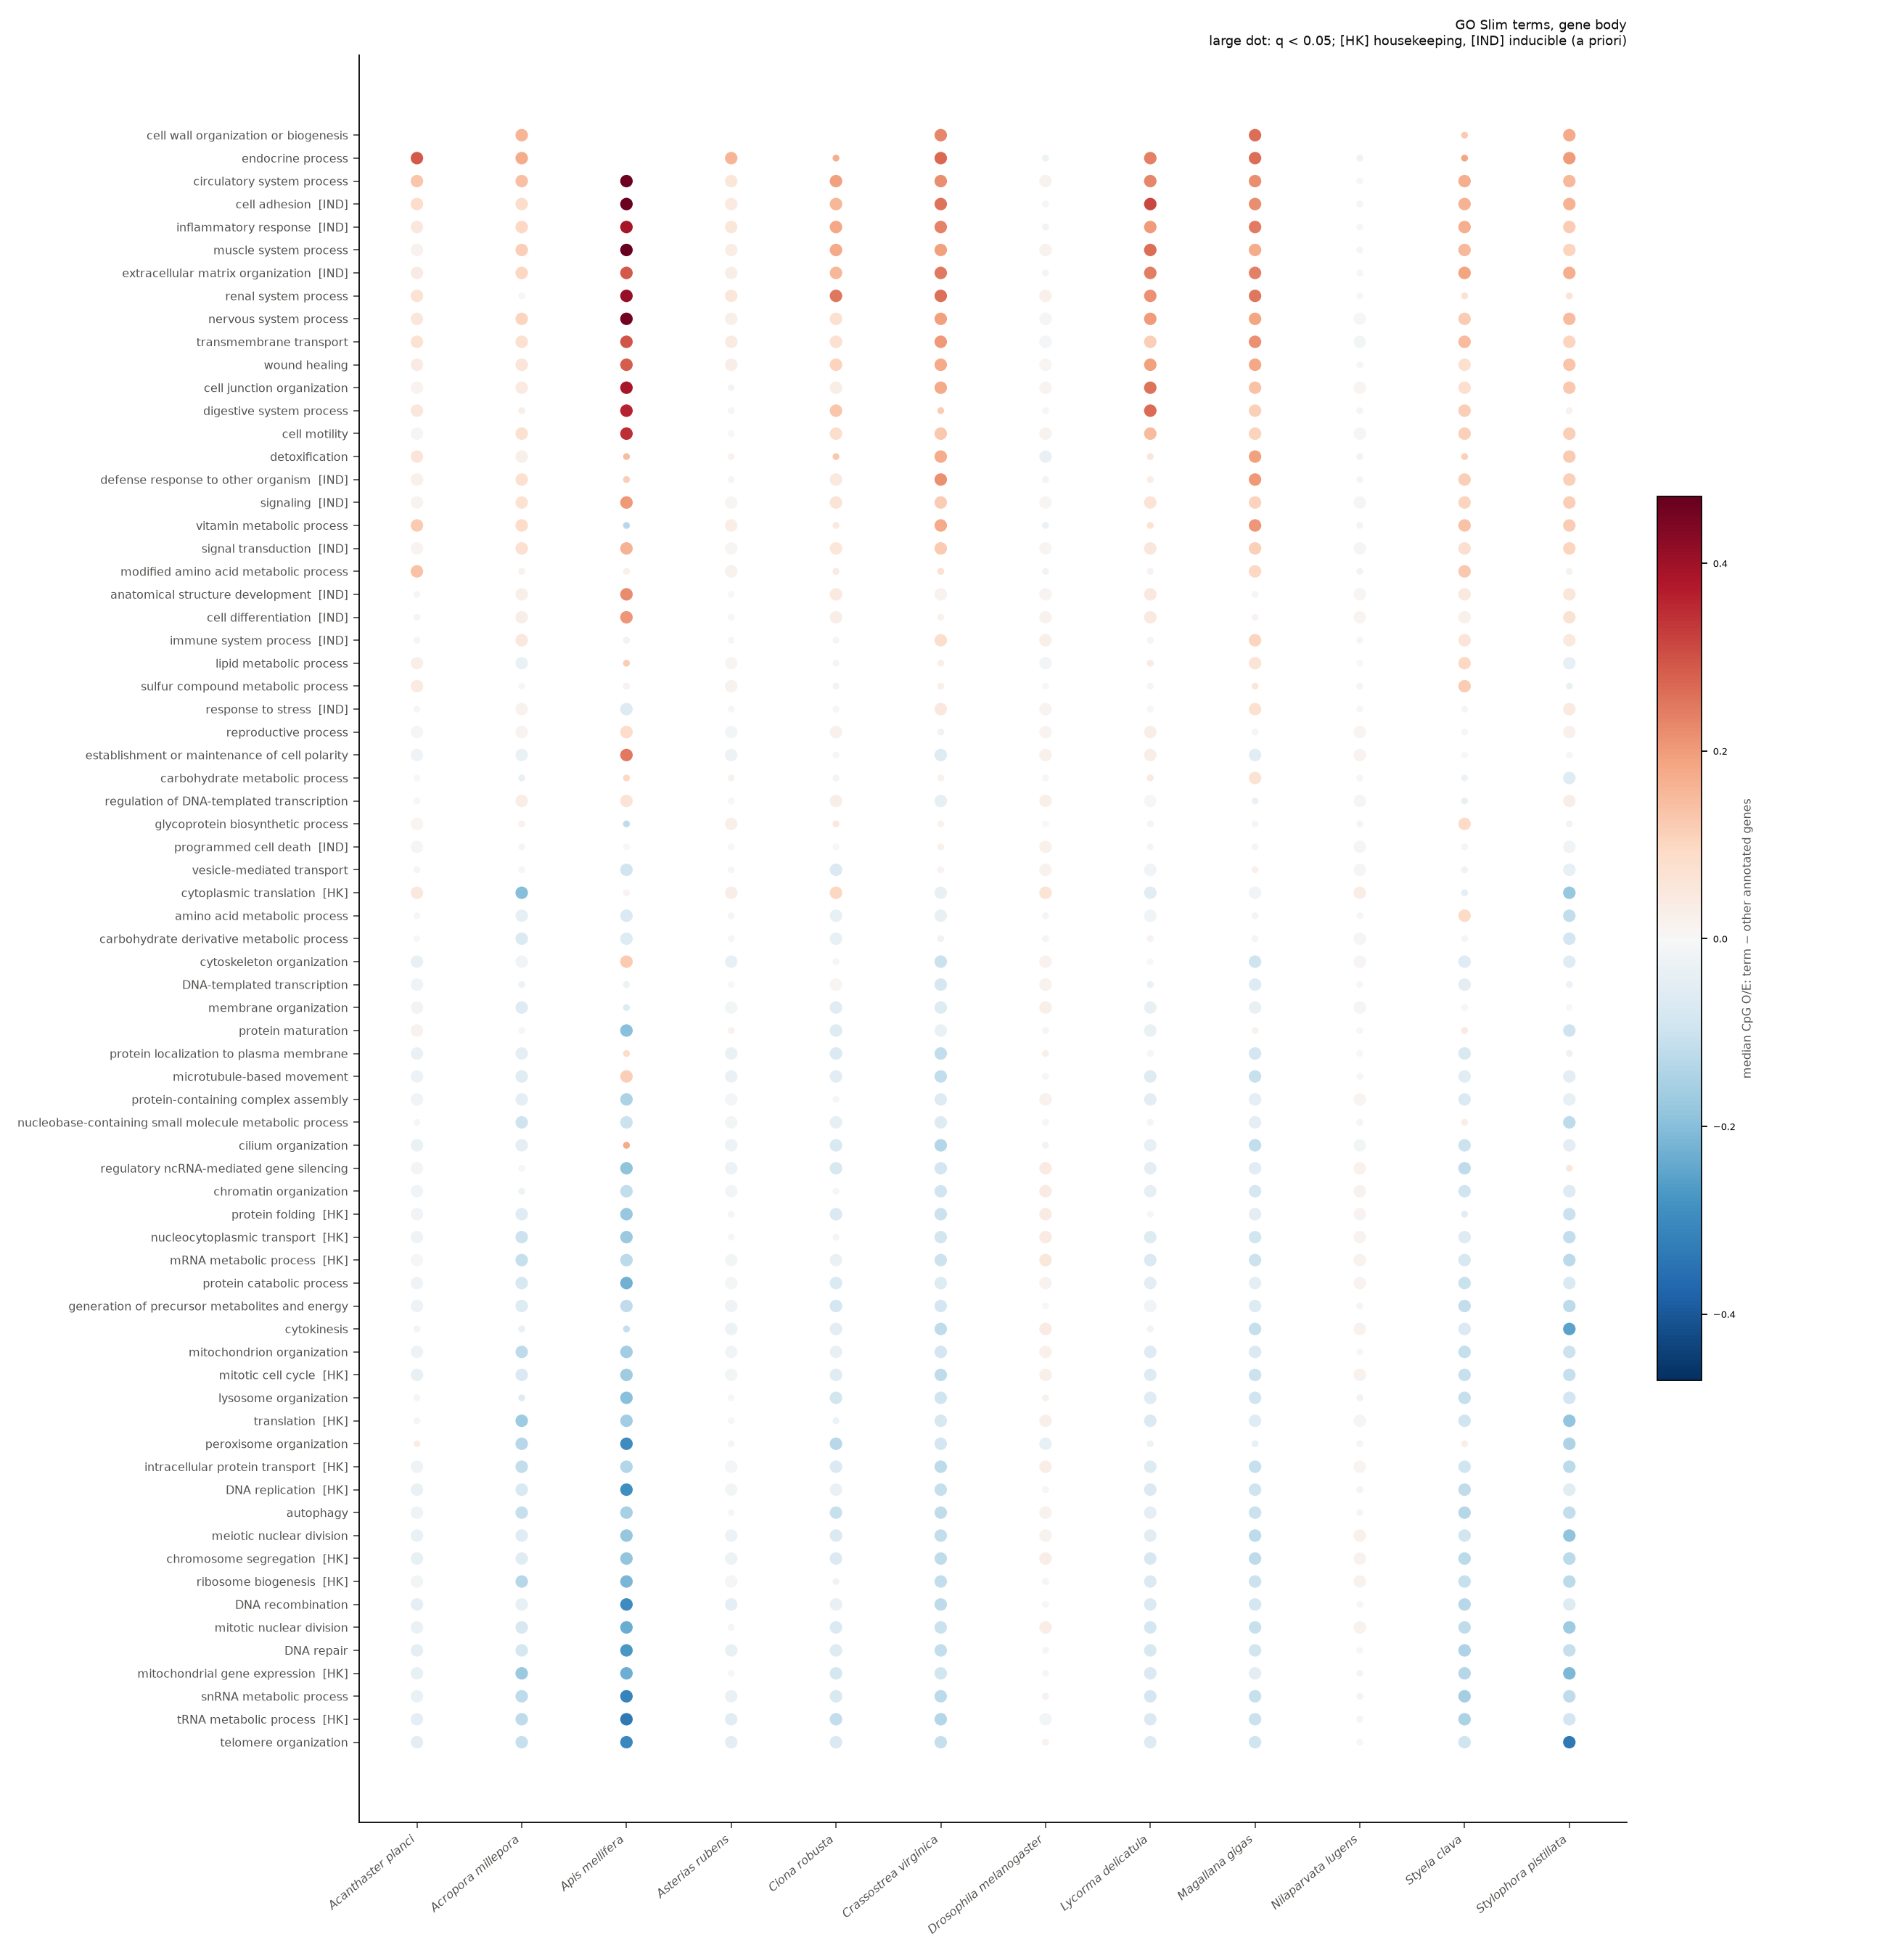 GO Slim terms, gene body
large dot: q < 0.05; [HK] housekeeping, [IND] inducible (a priori)
cell wall organization or biogenesis
endocrine process
circulatory system process
cell adhesion [IND]
inflammatory response [IND]
muscle system process
extracellular matrix organization [IND]
renal system process
nervous system process
transmembrane transport
wound healing
cell junction organization
digestive system process
cell motility
detoxification
defense response to other organism [IND]
signaling [IND]
vitamin metabolic process
signal transduction [IND]
modified amino acid metabolic process
anatomical structure development [IND]
cell differentiation [IND]
immune system process [IND]
lipid metabolic process
sulfur compound metabolic process
response to stress [IND]
reproductive process
establishment or maintenance of cell polarity
carbohydrate metabolic process
regulation of DNA-templated transcription
glycoprotein biosynthetic process
programmed cell death [IND]
vesicle-mediated transport
cytoplasmic translation [HK]
amino acid metabolic process
carbohydrate derivative metabolic process
cytoskeleton organization
DNA-templated transcription
membrane organization
protein maturation
protein localization to plasma membrane
microtubule-based movement
protein-containing complex assembly
nucleobase-containing small molecule metabolic process
cilium organization
regulatory ncRNA-mediated gene silencing
chromatin organization
protein folding [HK]
nucleocytoplasmic transport [HK]
mRNA metabolic process [HK]
protein catabolic process
generation of precursor metabolites and energy
cytokinesis
mitochondrion organization
mitotic cell cycle [HK]
lysosome organization
translation [HK]
peroxisome organization
intracellular protein transport [HK]
DNA replication [HK]
autophagy
meiotic nuclear division
chromosome segregation [HK]
ribosome biogenesis [HK]
DNA recombination
mitotic nuclear division
DNA repair
mitochondrial gene expression [HK]
snRNA metabolic process
tRNA metabolic process [HK]
telomere organization
Acanthaster planci
Acropora millepora
Apis mellifera
Asterias rubens
Ciona robusta
Crassostrea virginica
Drosophila melanogaster
Lycorma delicatula
Magallana gigas
Nilaparvata lugens
Styela clava
Stylophora pistillata
0.4
0.2
0.0
−0.2
−0.4
median CpG O/E: term − other annotated genes